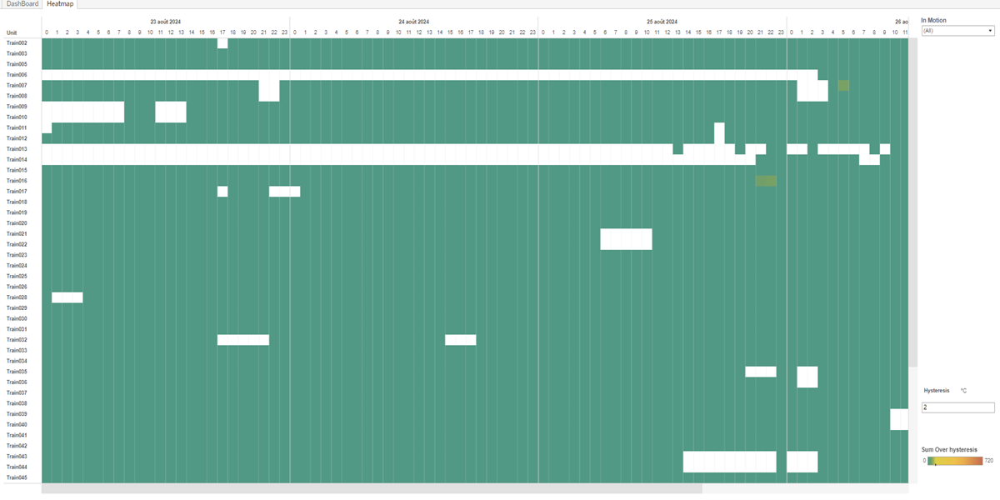 DashBoard Heatmap
23 août 2024 24 août 2024 25 août 2024 26 ao
Unit 0 1 2 3 4 5 6 7 8 9 10 11 12 13 14 15 16 17 18 19 20 21 22 23 0 1 2 3 4 5 6 7 8 9 10 11 12 13 14 15 16 17 18 19 20 21 22 23 0 1 2 3 4 5 6 7 8 9 10 11 12 13 14 15 16 17 18 19 20 21 22 23 0 1 2 3 4 5 6 7 8 9 10 11
Train002
Train003
Train005
Train006
Train007
Train008
Train009
Train010
Train011
Train012
Train013
Train014
Train015
Train016
Train017
Train018
Train019
Train020
Train021
Train022
Train023
Train024
Train025
Train026
Train028
Train029
Train030
Train031
Train032
Train033
Train034
Train035
Train036
Train037
Train038
Train039
Train040
Train041
Train042
Train043
Train044
Train045
In Motion
(All)
Hysteresis °C
2
Sum Over hysteresis
0 720